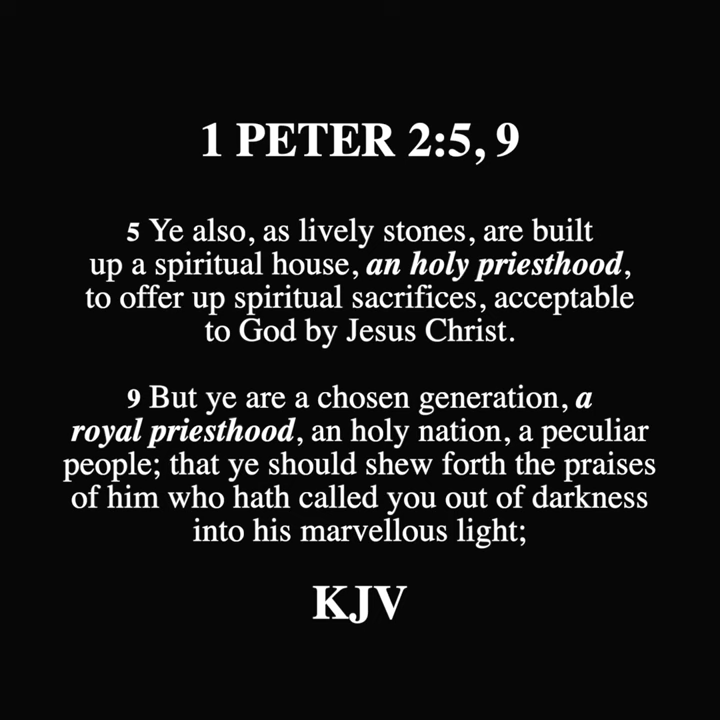 1 PETER 2:5, 9
5 Ye also, as lively stones, are built
up a spiritual house, an holy priesthood,
to offer up spiritual sacrifices, acceptable
to God by Jesus Christ.
9 But ye are a chosen generation, a
royal priesthood, an holy nation, a peculiar
people; that ye should shew forth the praises
of him who hath called you out of darkness
into his marvellous light;
KJV